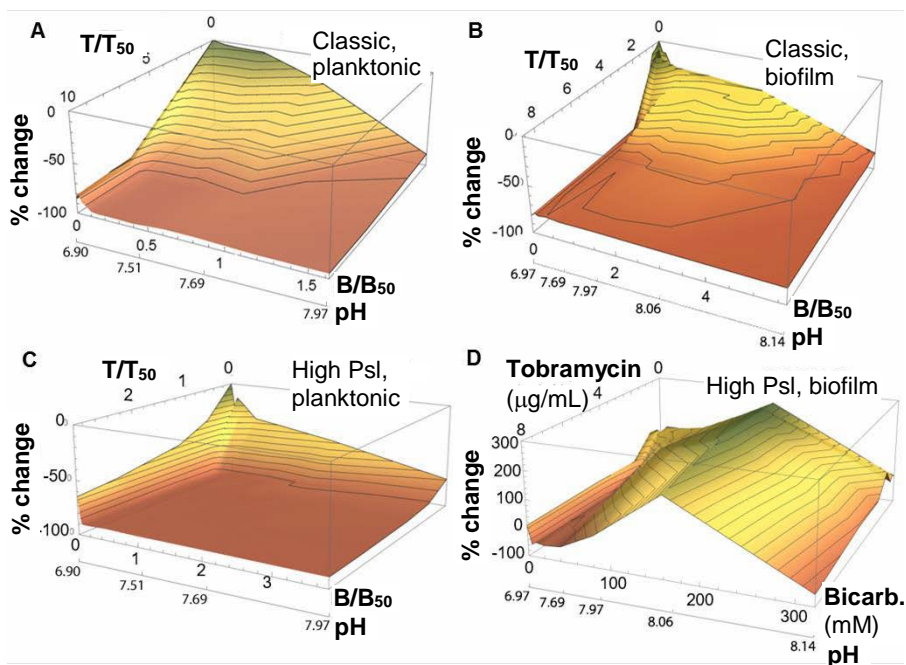 A
T/T50
0
5
10
Classic,
planktonic
% change
0
-50
-100
0
0.5
1
1.5
B/B50
6.90
7.51
7.69
7.97
pH
B
T/T50
0
2
4
6
8
Classic,
biofilm
% change
0
-50
-100
0
2
4
B/B50
6.97
7.69
7.97
8.06
8.14
pH
C
T/T50
0
1
2
High Psl,
planktonic
% change
0
-50
-100
0
1
2
3
B/B50
6.90
7.51
7.69
7.97
pH
D
Tobramycin
(μg/mL)
0
4
8
High Psl, biofilm
% change
300
200
100
0
-100
0
100
200
300
Bicarb.
(mM)
6.97
7.69
7.97
8.06
8.14
pH